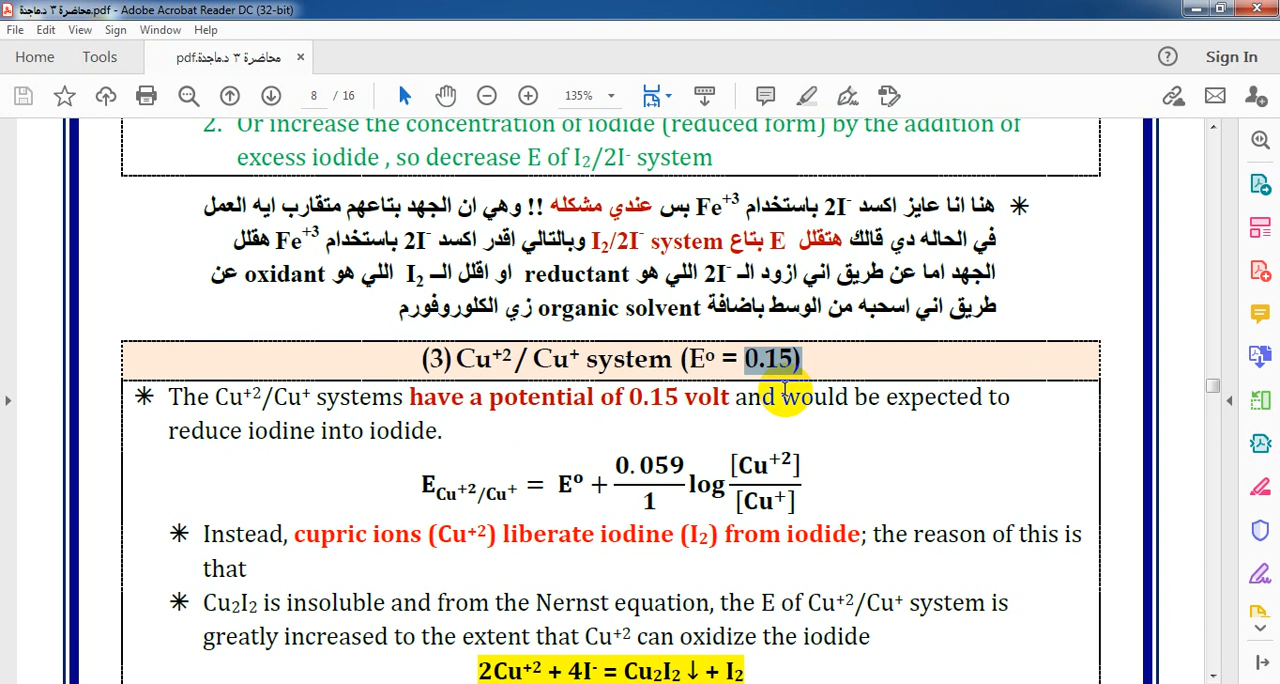 محاضرة ٣ د.ماجدة.pdf - Adobe Acrobat Reader DC (32-bit)
File Edit View Sign Window Help
Home Tools محاضرة ٣ د.ماجدة.pdf × Sign In
8 / 16 135%
2. Or increase the concentration of iodide (reduced form) by the addition of
excess iodide , so decrease E of I₂/2I⁻ system
هنا انا عايز اكسد 2I⁻ باستخدام Fe⁺³ بس عندي مشكله !! وهي ان الجهد بتاعهم متقارب ايه العمل
في الحاله دي قالك هتقلل E بتاع I₂/2I⁻ system وبالتالي اقدر اكسد 2I⁻ باستخدام Fe⁺³ هقلل
الجهد اما عن طريق اني ازود الـ 2I⁻ اللي هو reductant او اقلل الـ I₂ اللي هو oxidant عن
طريق اني اسحبه من الوسط باضافة organic solvent زي الكلوروفورم
(3) Cu⁺² / Cu⁺ system (Eº = 0.15)
The Cu⁺²/Cu⁺ systems have a potential of 0.15 volt and would be expected to
reduce iodine into iodide.
E Cu⁺²/Cu⁺ = Eº + 0.059/1 log [Cu⁺²]/[Cu⁺]
Instead, cupric ions (Cu⁺²) liberate iodine (I₂) from iodide; the reason of this is
that
Cu₂I₂ is insoluble and from the Nernst equation, the E of Cu⁺²/Cu⁺ system is
greatly increased to the extent that Cu⁺² can oxidize the iodide
2Cu⁺² + 4I⁻ = Cu₂I₂ ↓ + I₂